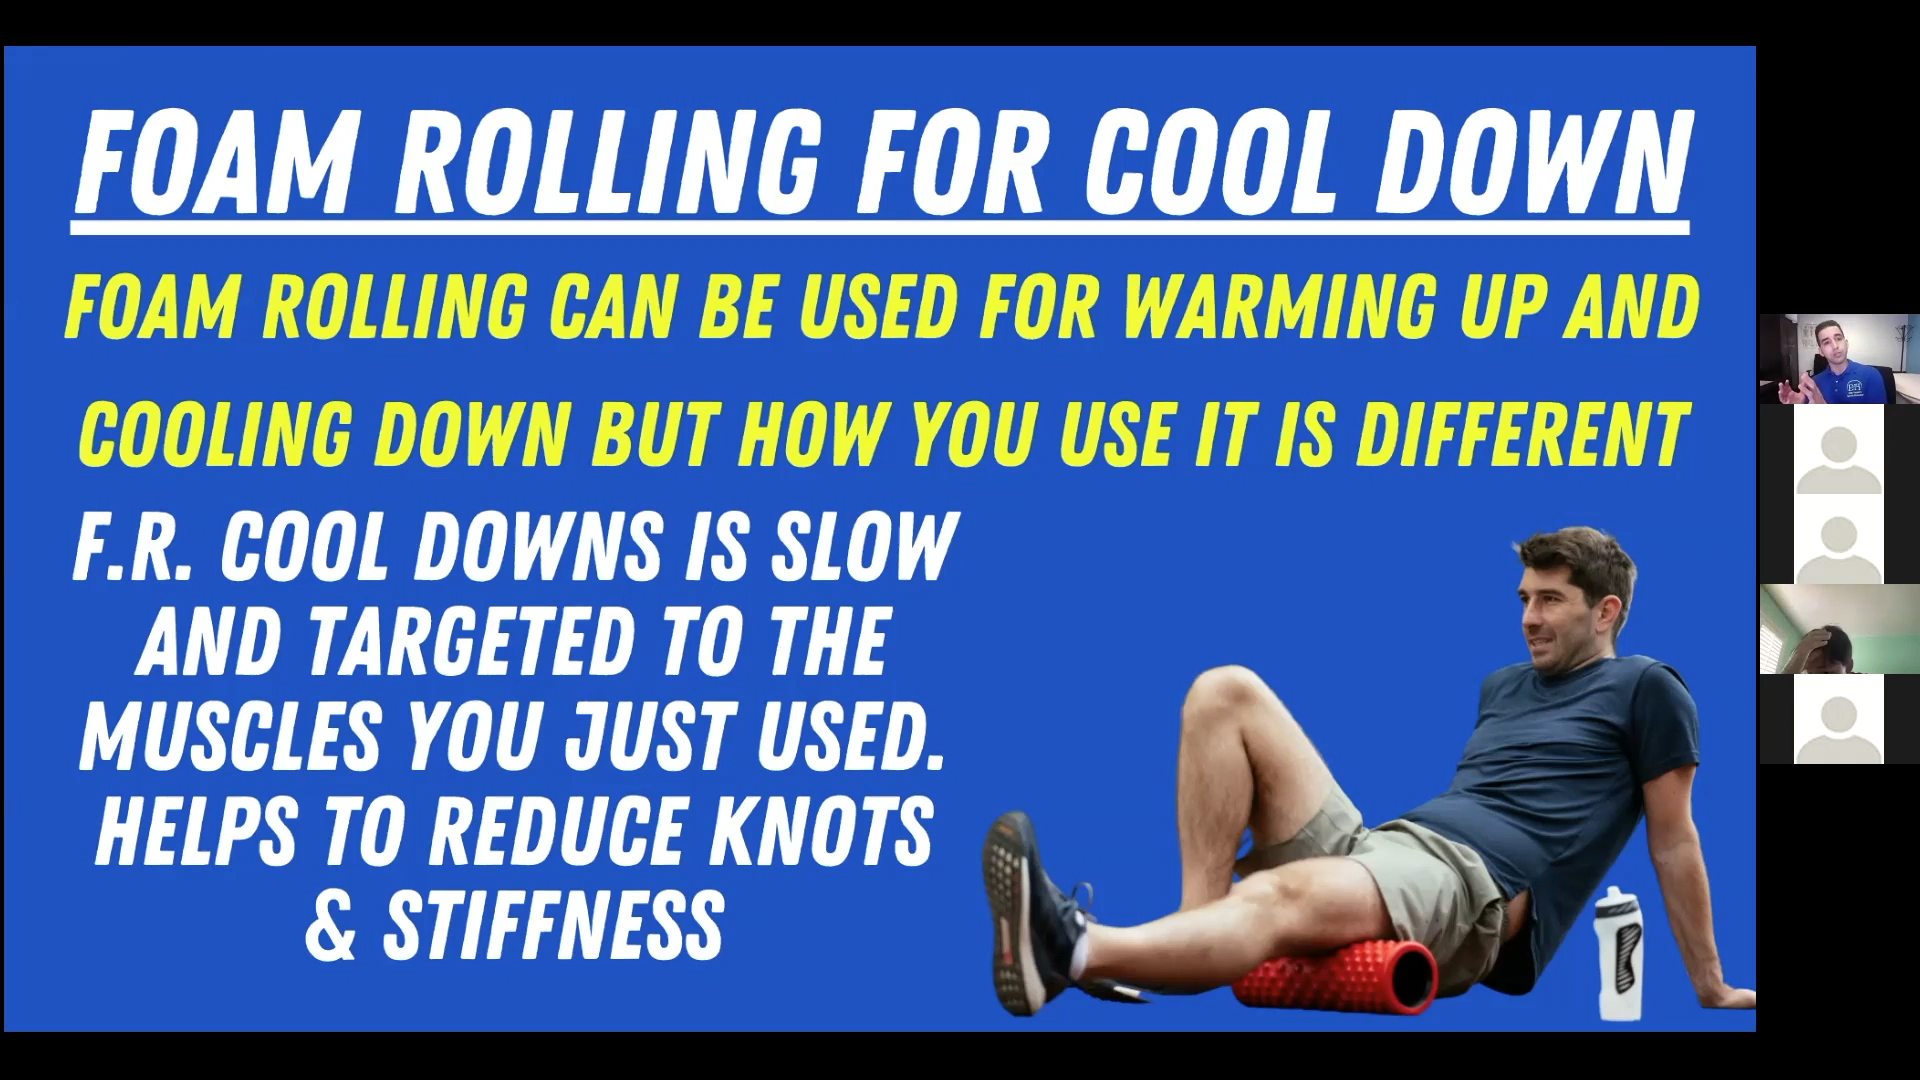 FOAM ROLLING FOR COOL DOWN
FOAM ROLLING CAN BE USED FOR WARMING UP AND
COOLING DOWN BUT HOW YOU USE IT IS DIFFERENT
F.R. COOL DOWNS IS SLOW
AND TARGETED TO THE
MUSCLES YOU JUST USED.
HELPS TO REDUCE KNOTS
& STIFFNESS